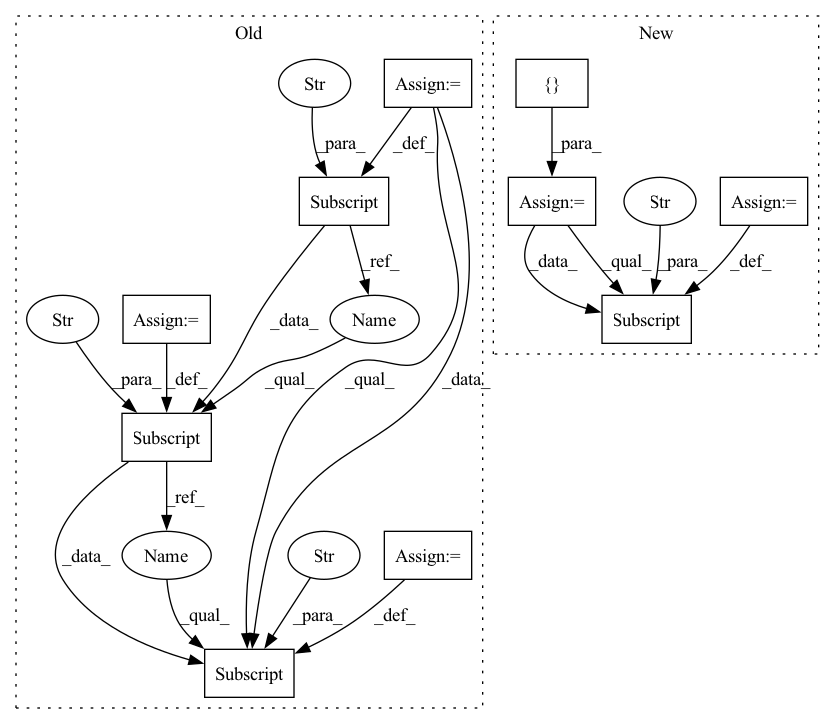 Old
New
Str
Assign:=
{}
_para_
_def_
_para_
Subscript
Assign:=
Str
Assign:=
_ref_
_data_
_qual_
_para_
_def_
Str
Assign:=
_data_
Name
Subscript
_para_
_def_
_qual_
_qual_
_data_
Subscript
_ref_
Name
Str
Assign:=
_data_
_qual_
_para_
_def_
Subscript